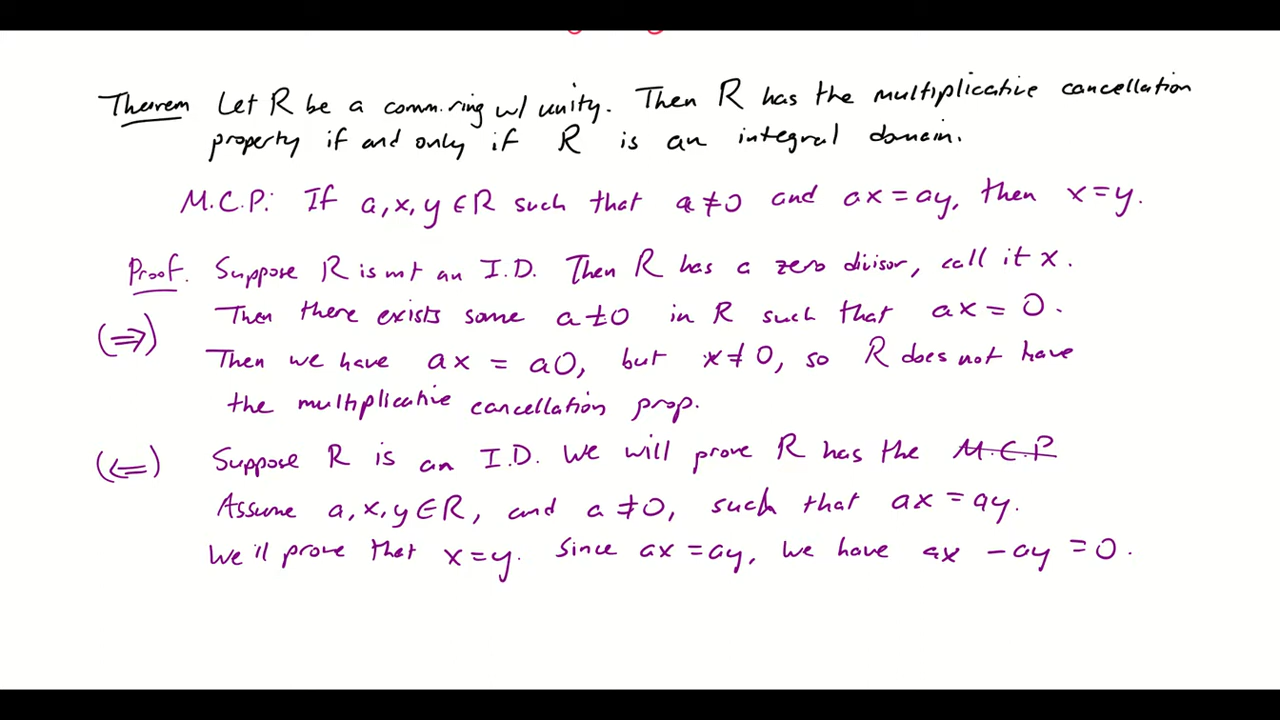 Theorem Let R be a comm. ring w/ unity. Then R has the multiplicative cancellation
property if and only if R is an integral domain.
M.C.P: If a, x, y ∈ R such that a ≠ 0 and ax = ay, then x = y.
Proof. Suppose R is not an I.D. Then R has a zero divisor, call it x.
(⇒) Then there exists some a ≠ 0 in R such that ax = 0.
Then we have ax = a0, but x ≠ 0, so R does not have
the multiplicative cancellation prop.
(⇐) Suppose R is an I.D. We will prove R has the M.C.P
Assume a, x, y ∈ R, and a ≠ 0, such that ax = ay.
We'll prove that x = y. Since ax = ay, we have ax - ay = 0.